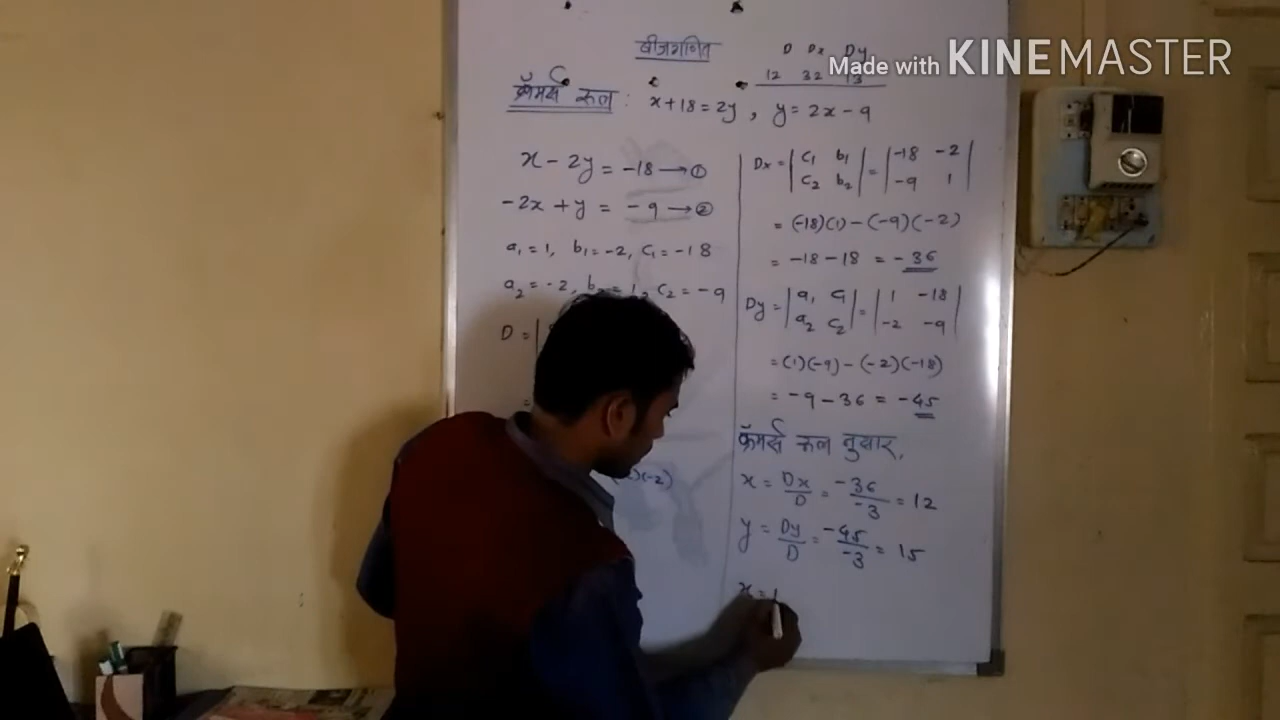 Made with KINEMASTER
बीजगणित
D Dx Dy
12 32 13
क्रॅामर्स रूल : x + 18 = 2y , y = 2x - 9
x - 2y = -18 → ①
-2x + y = -9 → ②
a₁ = 1, b₁ = -2, c₁ = -18
a₂ = -2, b₂ = 1, c₂ = -9
D = |
=
)(-2)
Dx = | c₁ b₁ | = | -18 -2 |
c₂ b₂ -9 1
= (-18)(1) - (-9)(-2)
= -18 - 18 = -36
Dy = | a₁ c₁ | = | 1 -18 |
a₂ c₂ -2 -9
= (1)(-9) - (-2)(-18)
= -9 - 36 = -45
क्रॅामर्स रूल नुसार,
x = Dx/D = -36/-3 = 12
y = Dy/D = -45/-3 = 15
x = 1